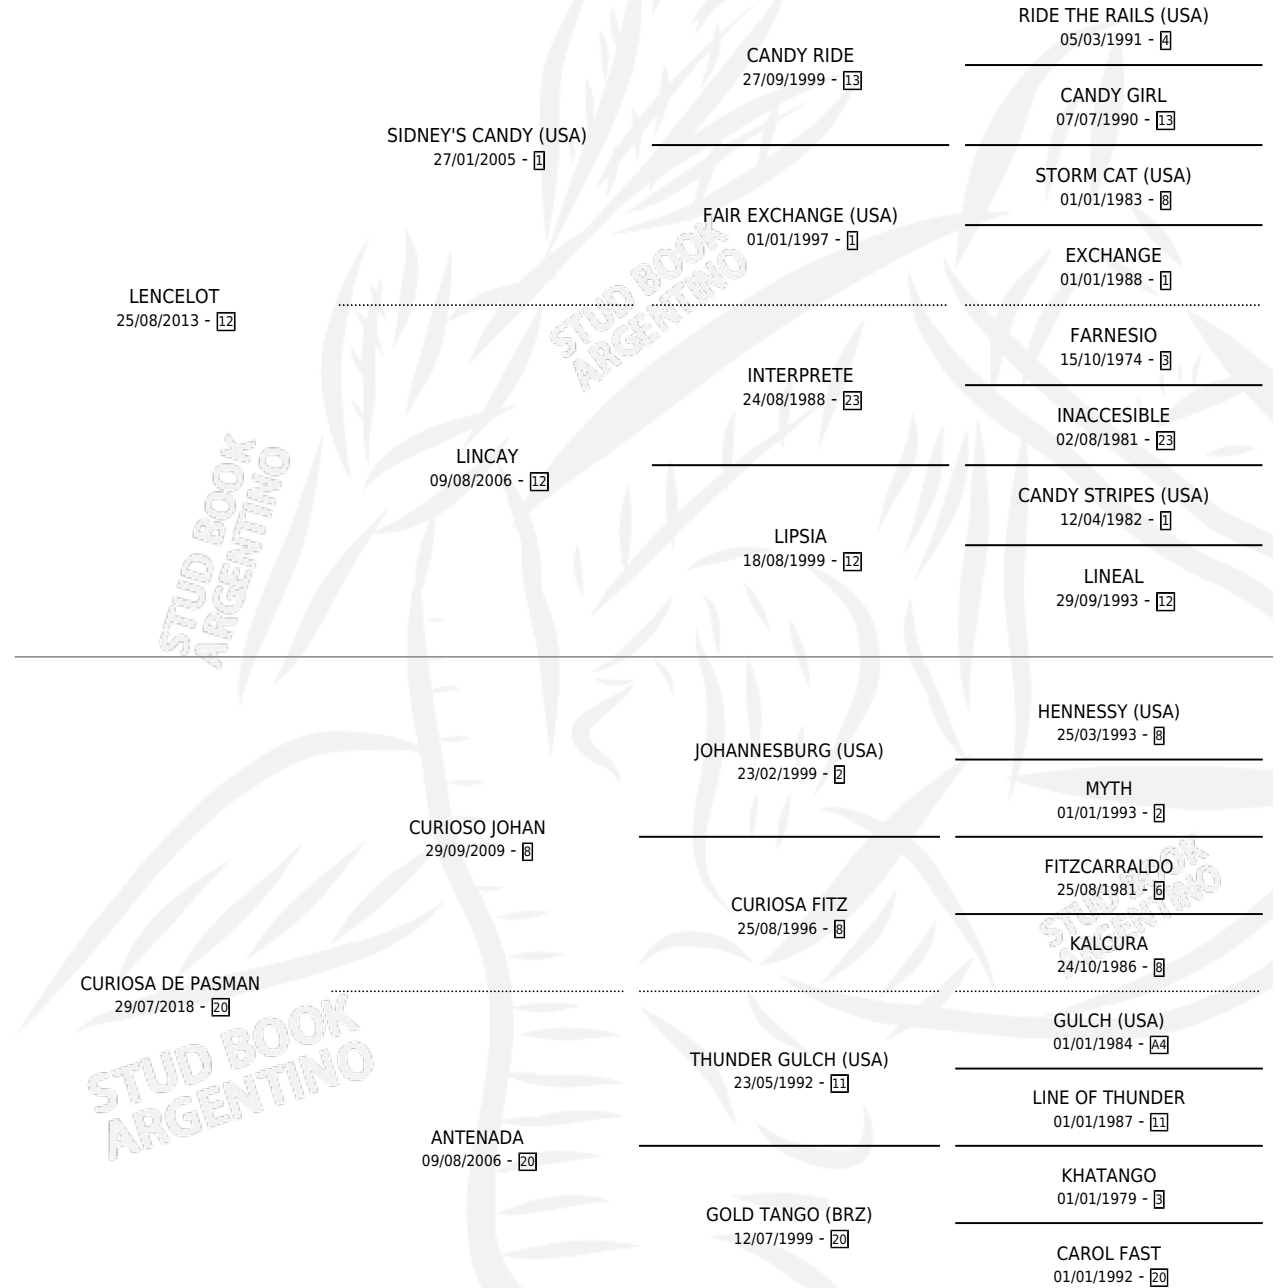 RIDE THE RAILS (USA)
05/03/1991 - 4
CANDY RIDE
27/09/1999 - 13
CANDY GIRL
07/07/1990 - 13
SIDNEY'S CANDY (USA)
27/01/2005 - 1
STORM CAT (USA)
01/01/1983 - 8
FAIR EXCHANGE (USA)
01/01/1997 - 1
EXCHANGE
01/01/1988 - 1
LENCELOT
25/08/2013 - 12
FARNESIO
15/10/1974 - 3
INTERPRETE
24/08/1988 - 23
INACCESIBLE
02/08/1981 - 23
LINCAY
09/08/2006 - 12
CANDY STRIPES (USA)
12/04/1982 - 1
LIPSIA
18/08/1999 - 12
LINEAL
29/09/1993 - 12
HENNESSY (USA)
25/03/1993 - 8
JOHANNESBURG (USA)
23/02/1999 - 2
MYTH
01/01/1993 - 2
CURIOSO JOHAN
29/09/2009 - 8
FITZCARRALDO
25/08/1981 - 6
CURIOSA FITZ
25/08/1996 - 8
KALCURA
24/10/1986 - 8
CURIOSA DE PASMAN
29/07/2018 - 20
GULCH (USA)
01/01/1984 - A4
THUNDER GULCH (USA)
23/05/1992 - 11
LINE OF THUNDER
01/01/1987 - 11
ANTENADA
09/08/2006 - 20
KHATANGO
01/01/1979 - 3
GOLD TANGO (BRZ)
12/07/1999 - 20
CAROL FAST
01/01/1992 - 20
STUD BOOK
ARGENTINO
STUD BOOK
ARGENTINO
STUD BOOK
ARGENTINO
STUD BOOK
ARGENTINO